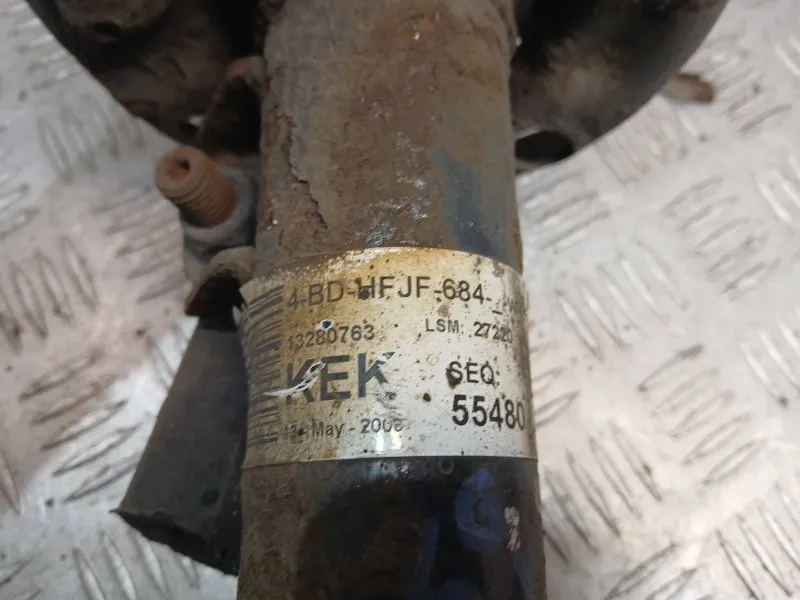 4-BD-HFJF-684-
13280763 LSM: 27220
KEK SEQ:
55480
May - 2008